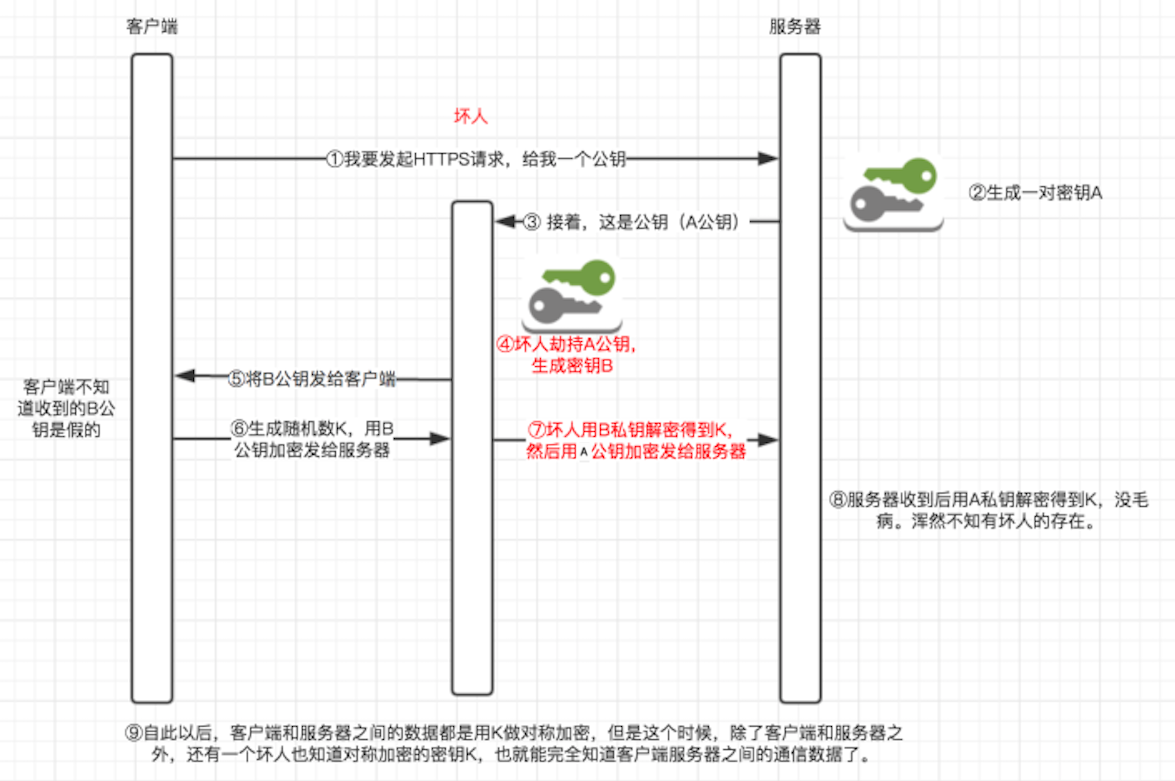 客户端
服务器
坏人
①我要发起HTTPS请求，给我一个公钥
②生成一对密钥A
③ 接着，这是公钥（A公钥）
④坏人劫持A公钥，
生成密钥B
⑤将B公钥发给客户端
客户端不知
道收到的B公
钥是假的
⑥生成随机数K，用B
公钥加密发给服务器
⑦坏人用B私钥解密得到K，
然后用A公钥加密发给服务器
⑧服务器收到后用A私钥解密得到K，没毛
病。浑然不知有坏人的存在。
⑨自此以后，客户端和服务器之间的数据都是用K做对称加密，但是这个时候，除了客户端和服务器之
外，还有一个坏人也知道对称加密的密钥K，也就能完全知道客户端服务器之间的通信数据了。